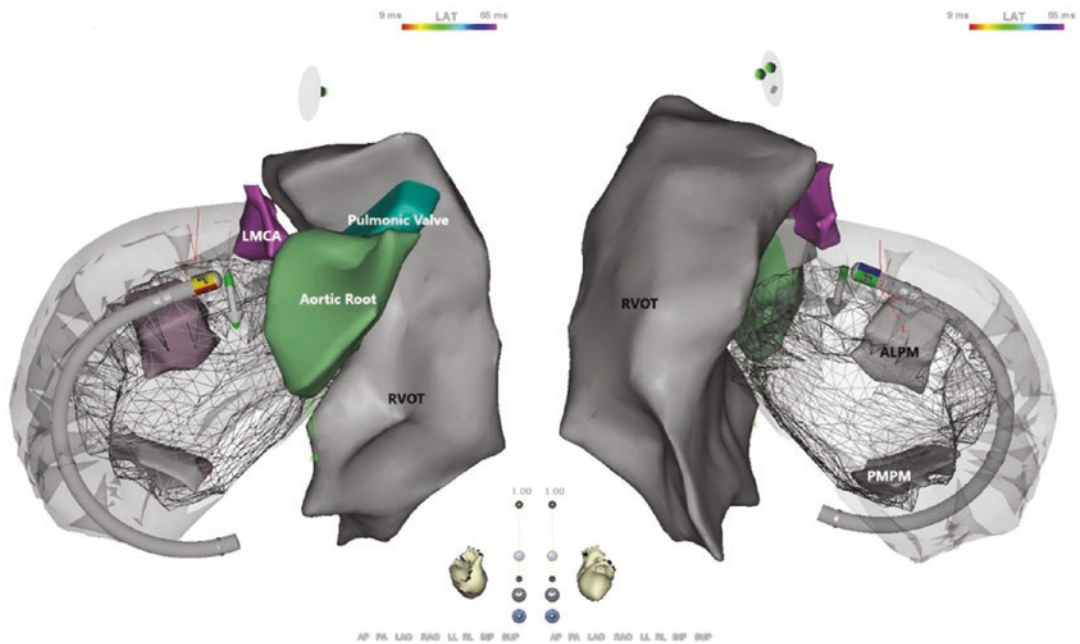 9 ms LAT 55 ms
9 ms LAT 55 ms
Pulmonic Valve
LMCA
Aortic Root
RVOT
RVOT
ALPM
PMPM
1.00 1.00
AP PA LAO RAO LL RL INF SUP
AP PA LAO RAO LL RL INF SUP